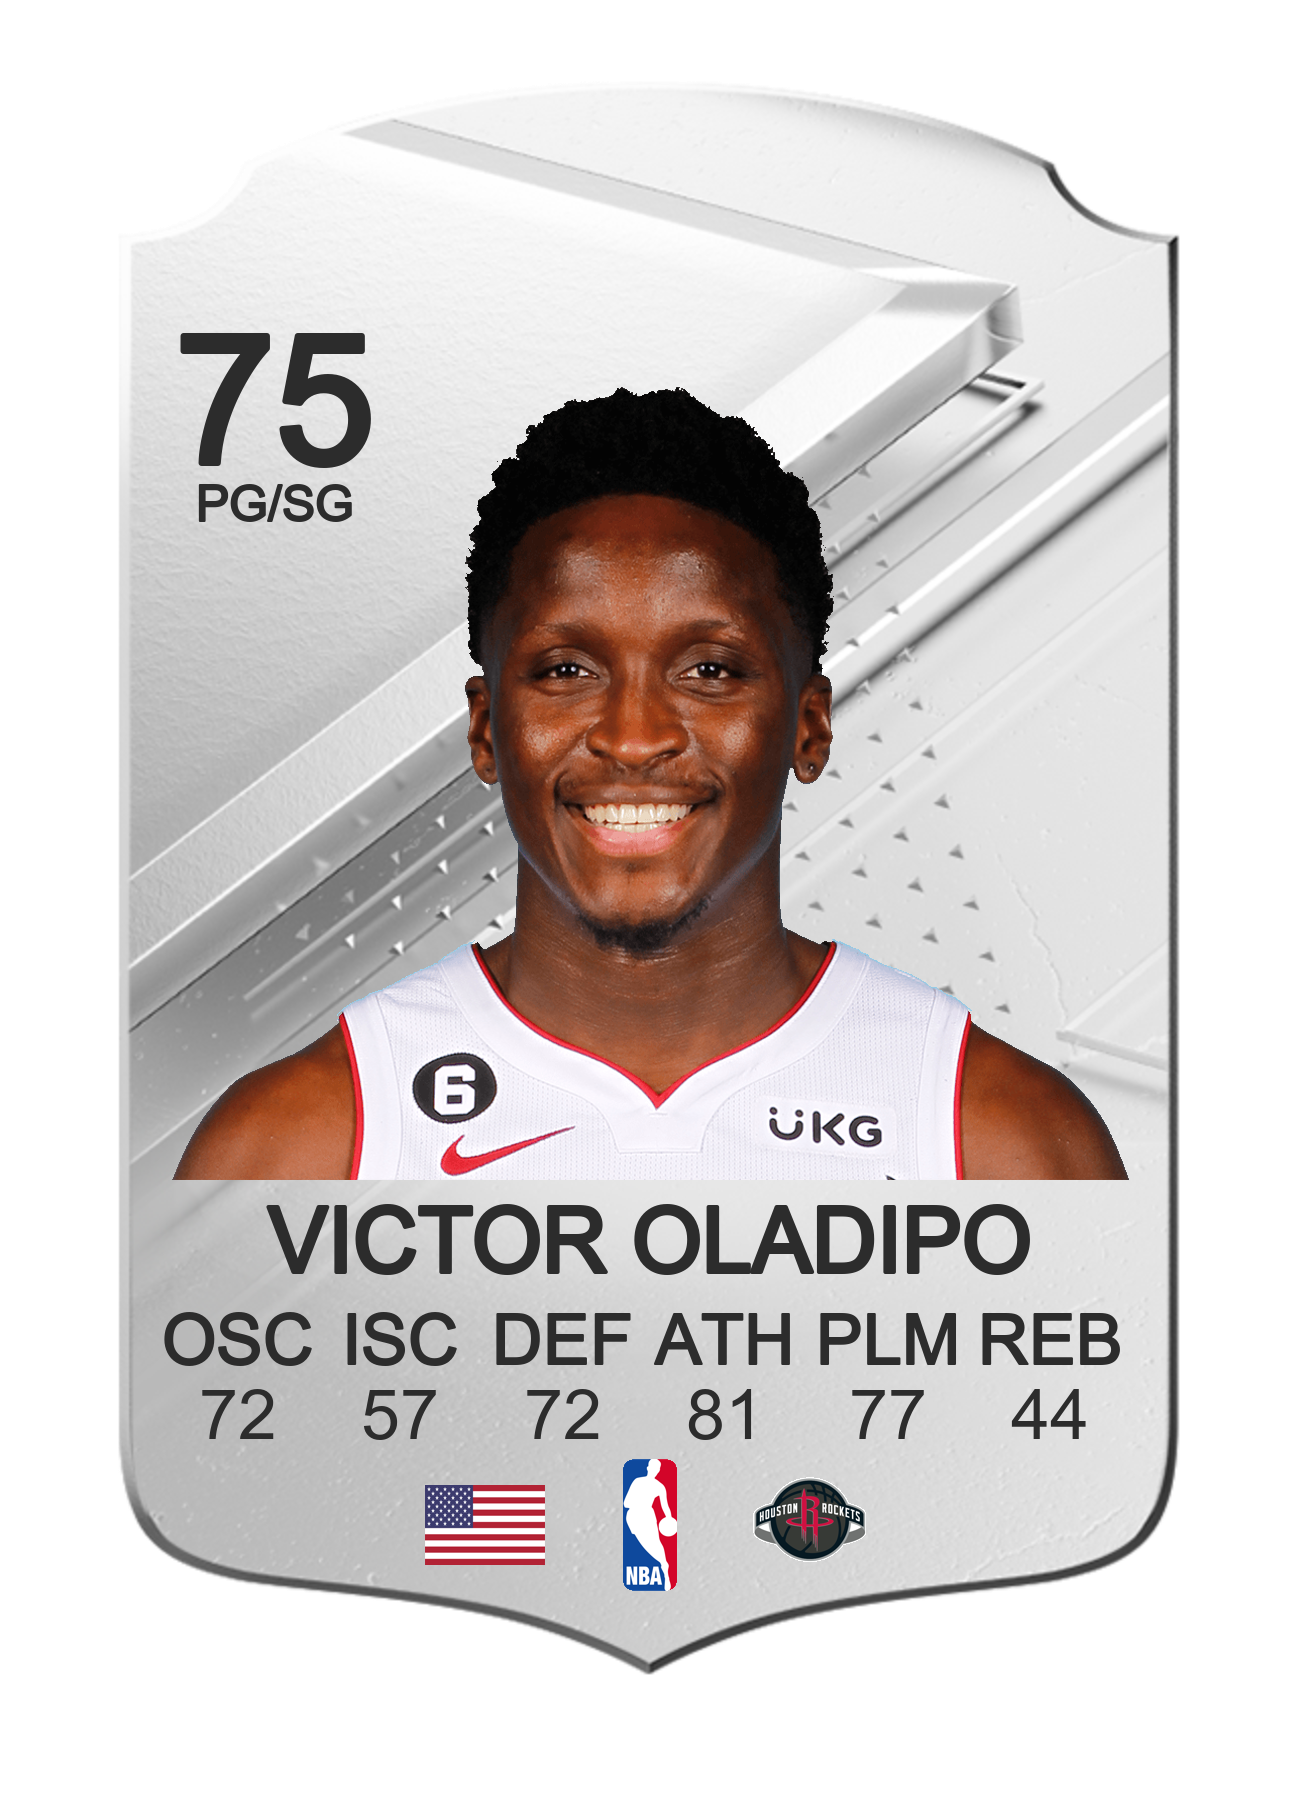 75
PG/SG
6
UKG
VICTOR OLADIPO
OSC ISC DEF ATH PLM REB
72 57 72 81 77 44
NBA
HOUSTON R ROCKETS